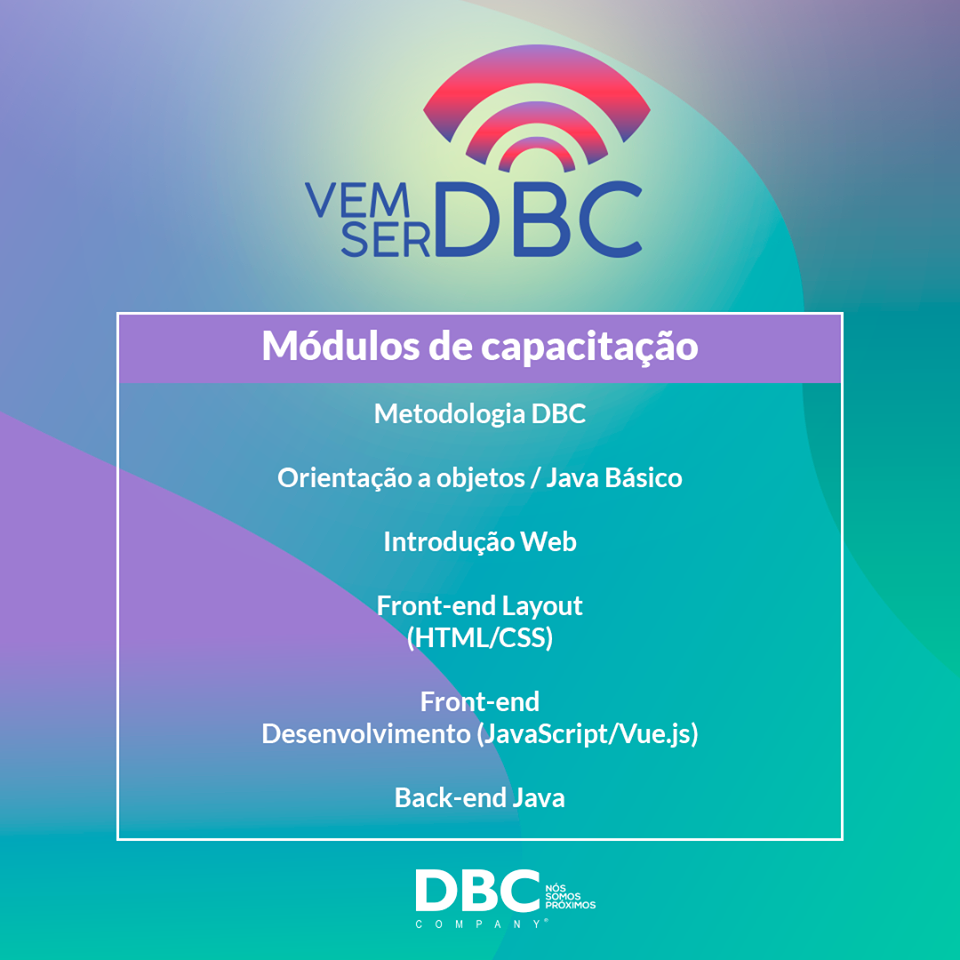 VEM
SER DBC
Módulos de capacitação
Metodologia DBC
Orientação a objetos / Java Básico
Introdução Web
Front-end Layout
(HTML/CSS)
Front-end
Desenvolvimento (JavaScript/Vue.js)
Back-end Java
DBC
COMPANY®
NÓS
SOMOS
PRÓXIMOS